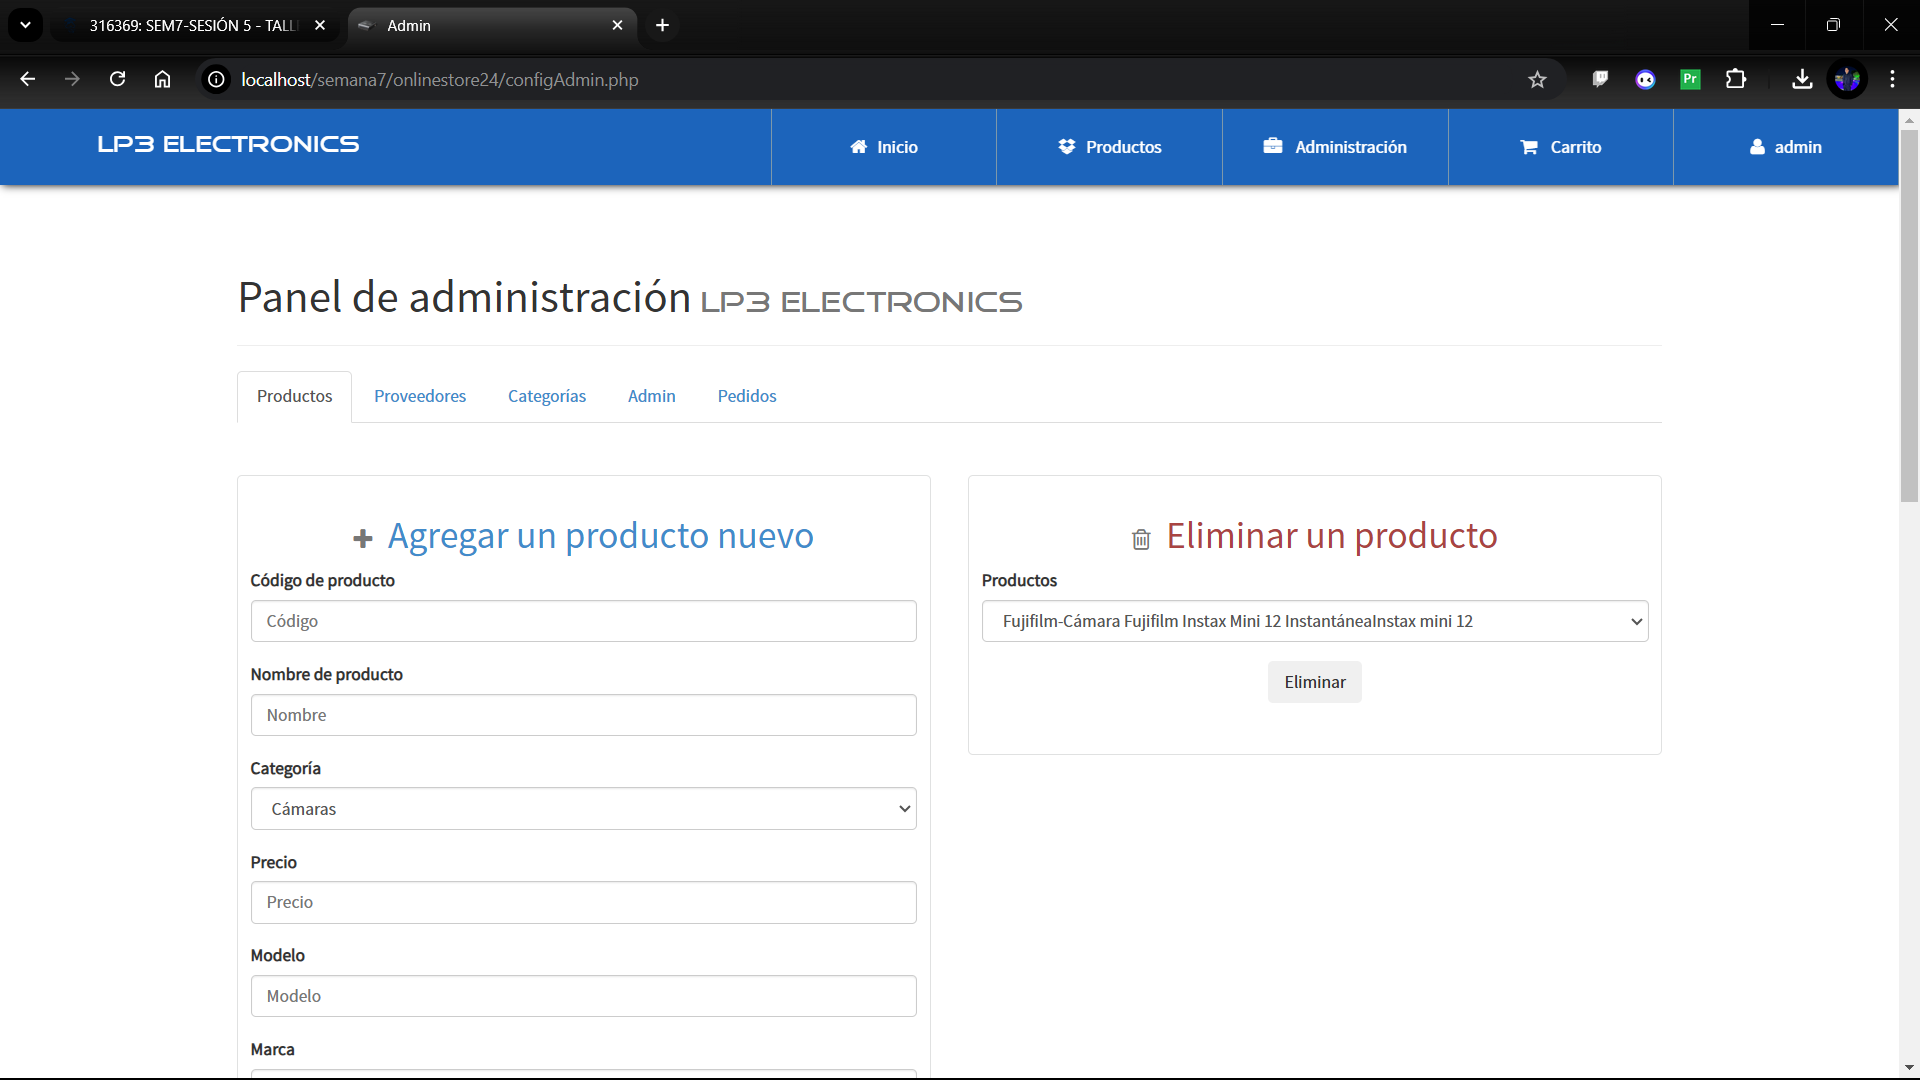 316369: SEM7-SESIÓN 5 - TALL
Admin
localhost/semana7/onlinestore24/configAdmin.php
Pr
LP3 ELECTRONICS
Inicio
Productos
Administración
Carrito
admin
Panel de administración LP3 ELECTRONICS
Productos
Proveedores
Categorías
Admin
Pedidos
Agregar un producto nuevo
Código de producto
Código
Nombre de producto
Nombre
Categoría
Cámaras
Precio
Precio
Modelo
Modelo
Marca
Eliminar un producto
Productos
Fujifilm-Cámara Fujifilm Instax Mini 12 InstantáneaInstax mini 12
Eliminar